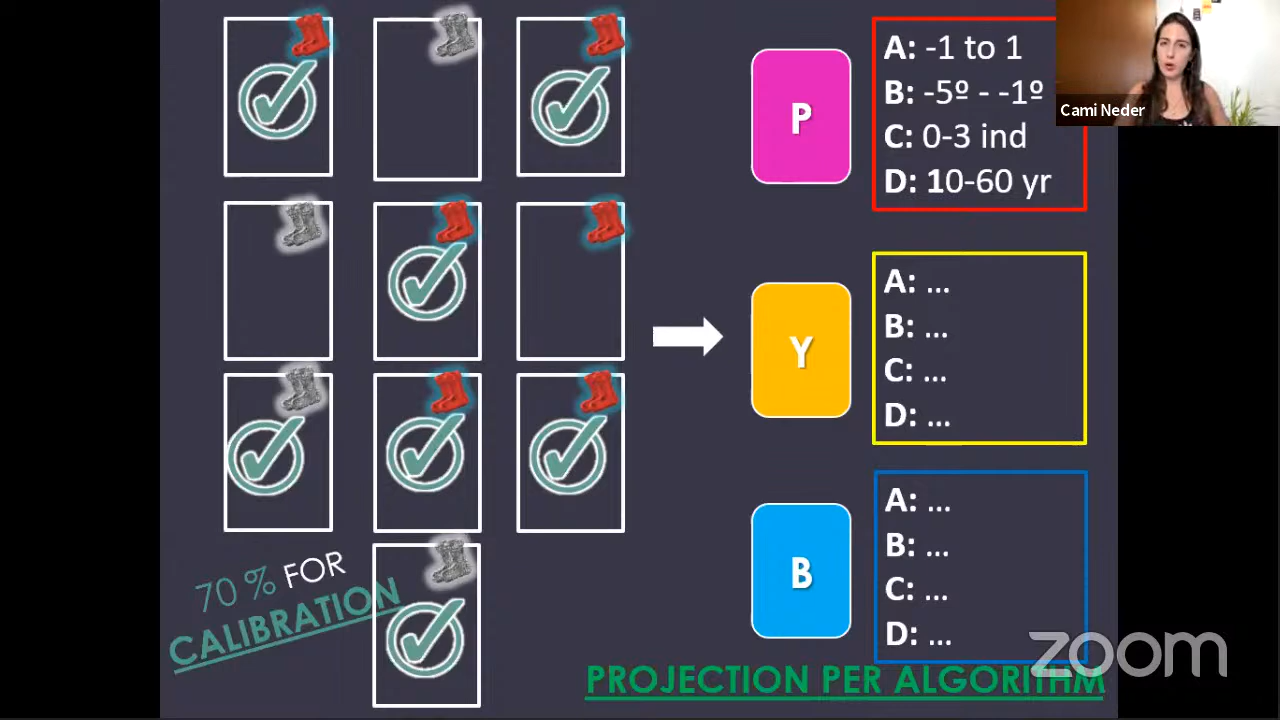 P
A: -1 to 1
B: -5º - -1º
C: 0-3 ind
D: 10-60 yr
Cami Neder
Y
A: ...
B: ...
C: ...
D: ...
B
A: ...
B: ...
C: ...
D: ...
70 % FOR
CALIBRATION
PROJECTION PER ALGORITHM
zoom